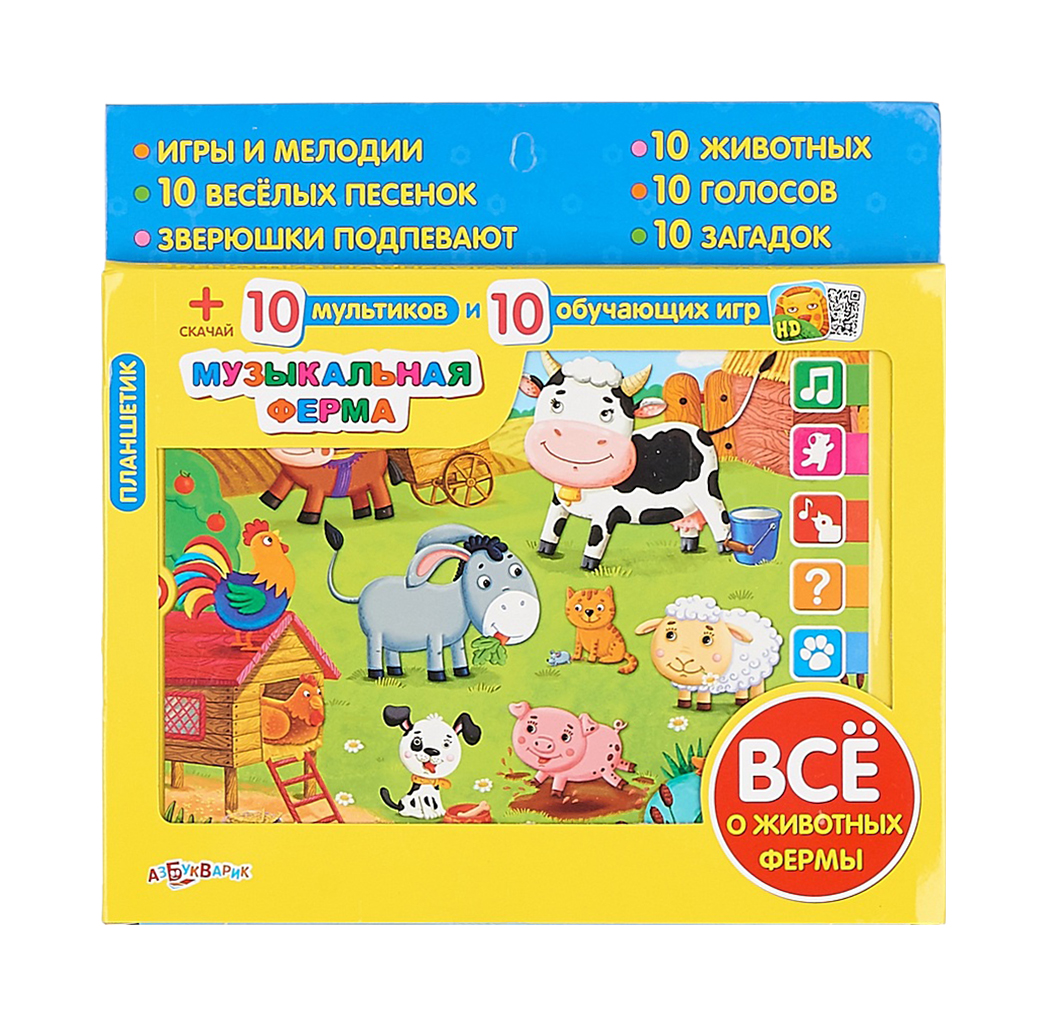 ИГРЫ И МЕЛОДИИ
10 ВЕСЁЛЫХ ПЕСЕНОК
ЗВЕРЮШКИ ПОДПЕВАЮТ
10 ЖИВОТНЫХ
10 ГОЛОСОВ
10 ЗАГАДОК
+ СКАЧАЙ 10 мультиков и 10 обучающих игр
HD
ПЛАНШЕТИК
МУЗЫКАЛЬНАЯ
ФЕРМА
?
ВСЁ
О ЖИВОТНЫХ
ФЕРМЫ
АЗБУКВАРИК